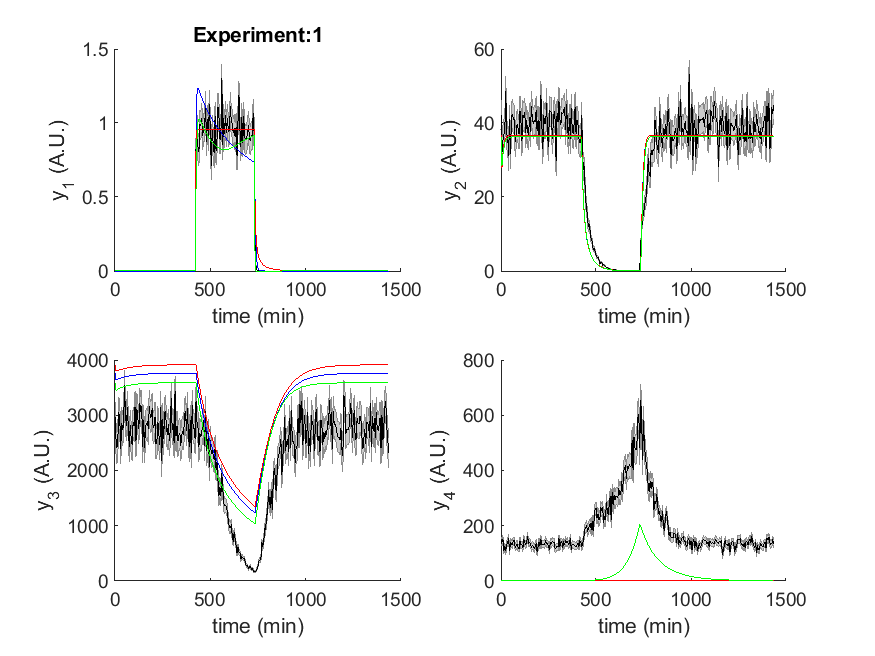 Experiment:1
1.5
1
0.5
0
y1 (A.U.)
0 500 1000 1500
time (min)
60
40
20
0
y2 (A.U.)
0 500 1000 1500
time (min)
4000
3000
2000
1000
0
y3 (A.U.)
0 500 1000 1500
time (min)
800
600
400
200
0
y4 (A.U.)
0 500 1000 1500
time (min)